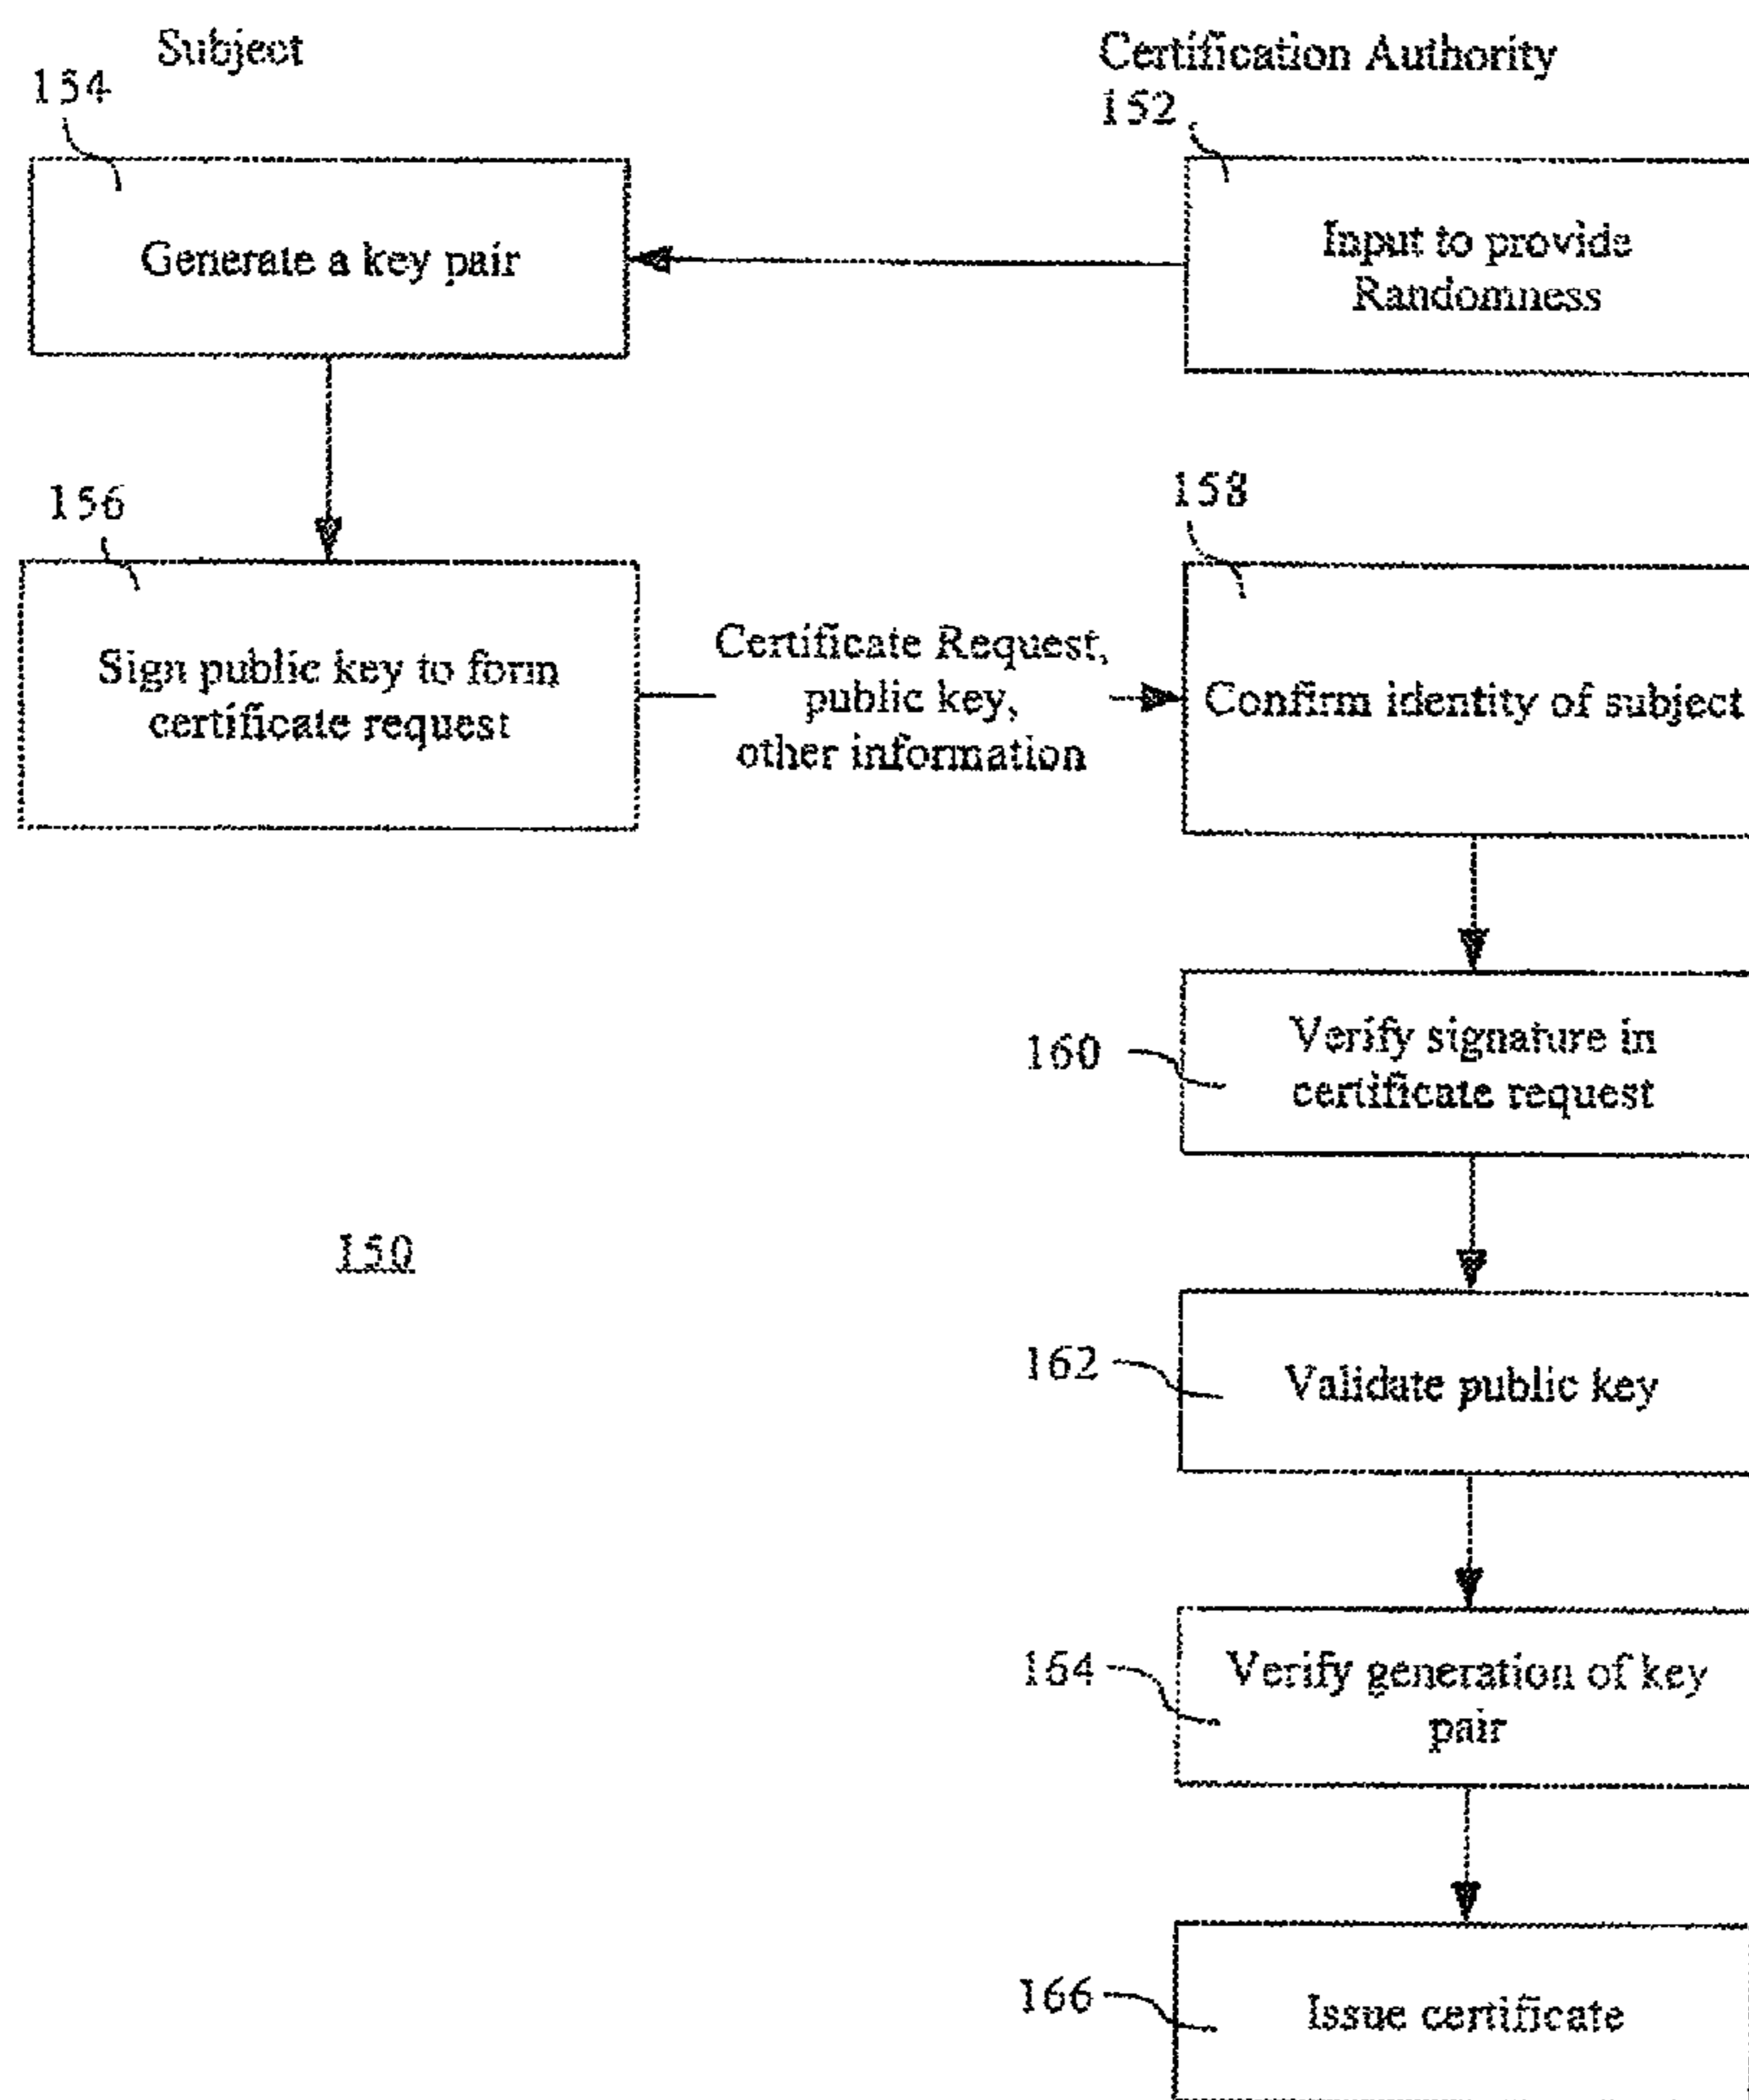 Subject
Certification Authority
154
152
Generate a key pair
Input to provide
Randomness
156
158
Sign public key to form
certificate request
Certificate Request,
public key,
other information
Confirm identity of subject
160
Verify signature in
certificate request
150
162
Validate public key
164
Verify generation of key
pair
166
Issue certificate